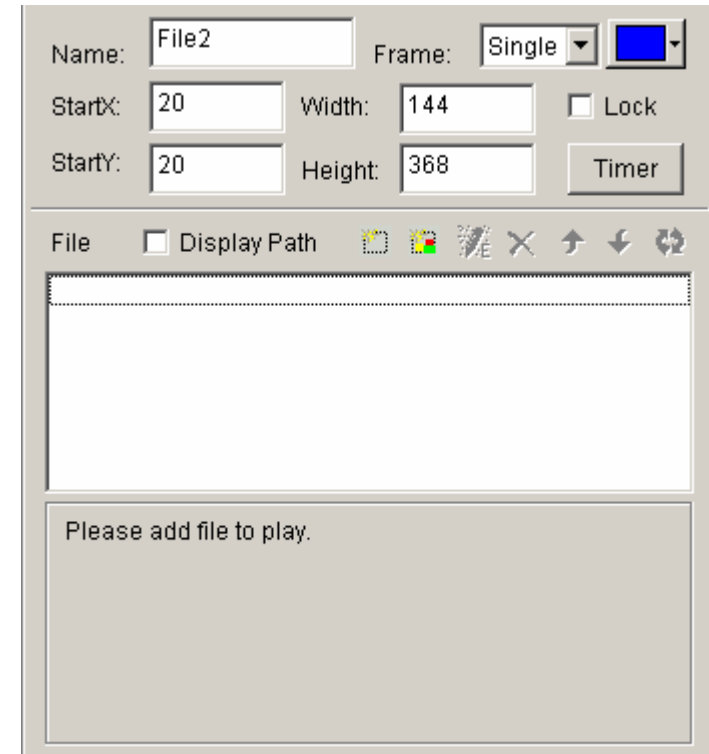 Name: File2 Frame: Single
StartX: 20 Width: 144 Lock
StartY: 20 Height: 368 Timer
File Display Path
Please add file to play.